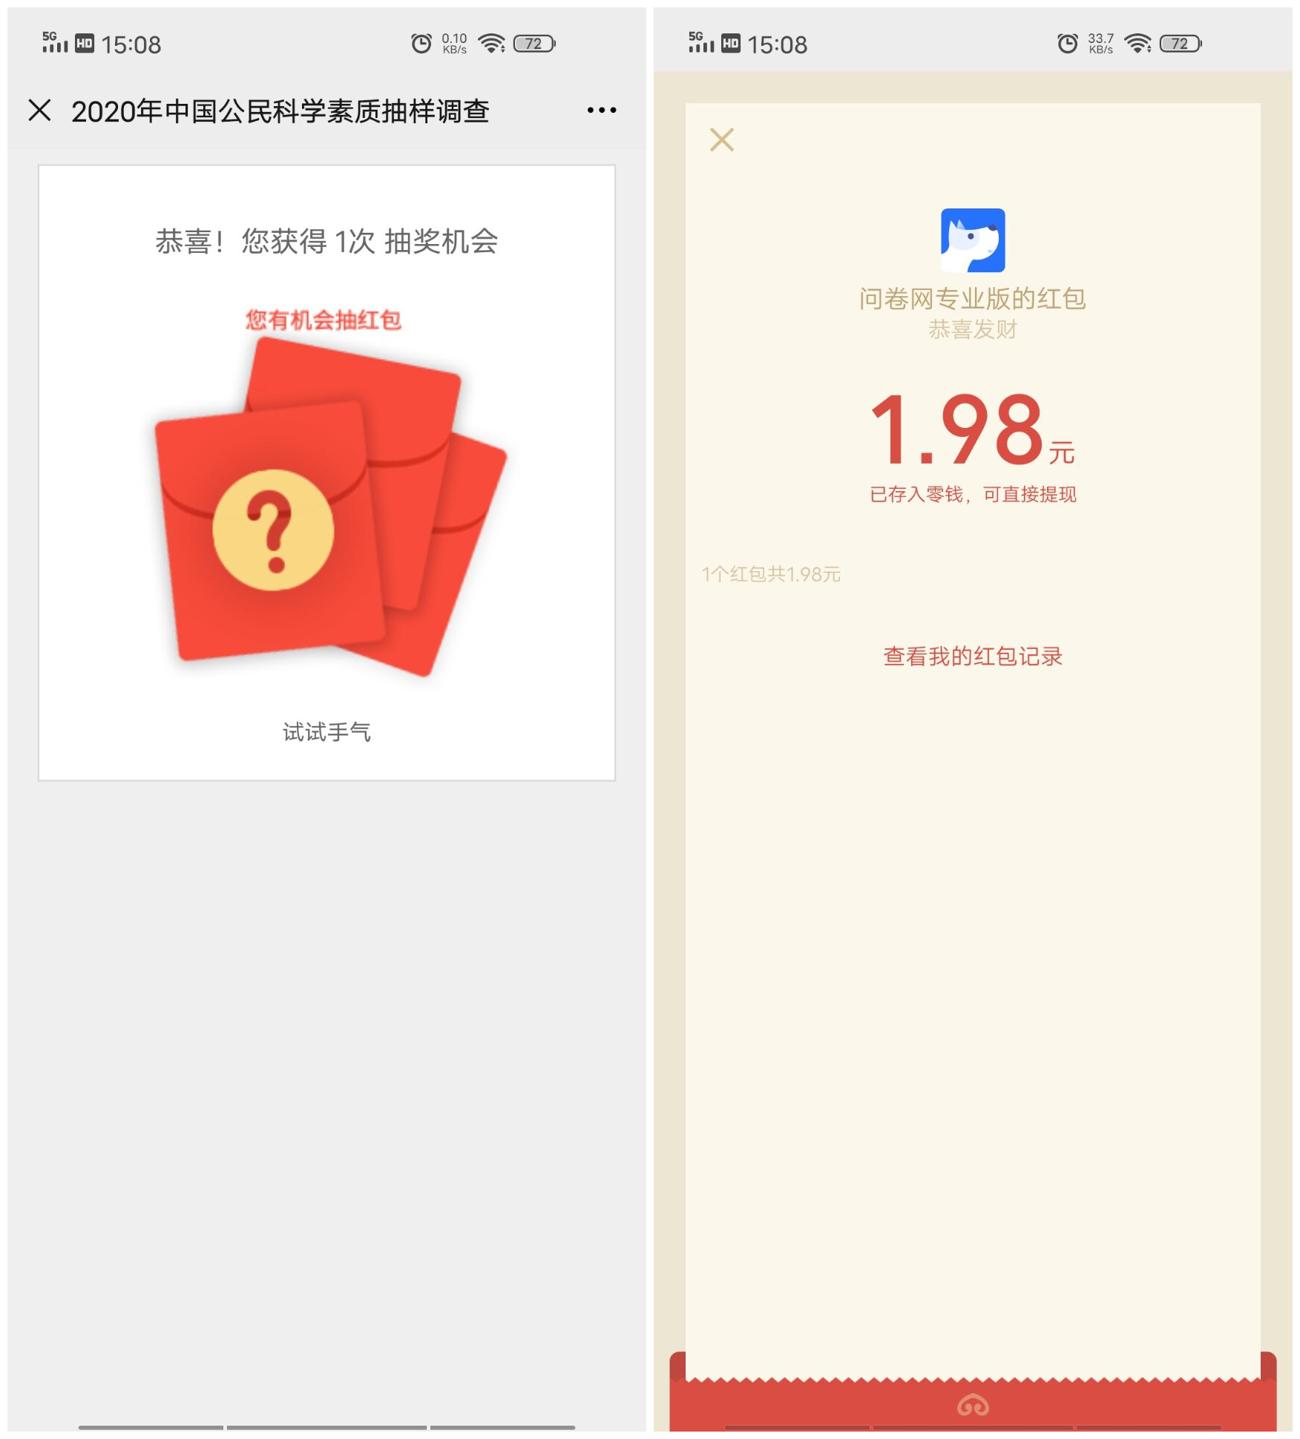 5G HD 15:08 0.10 KB/s 72
2020年中国公民科学素质抽样调查
恭喜！您获得 1次 抽奖机会
您有机会抽红包
?
试试手气
5G HD 15:08 33.7 KB/s 72
问卷网专业版的红包
恭喜发财
1.98元
已存入零钱，可直接提现
1个红包共1.98元
查看我的红包记录